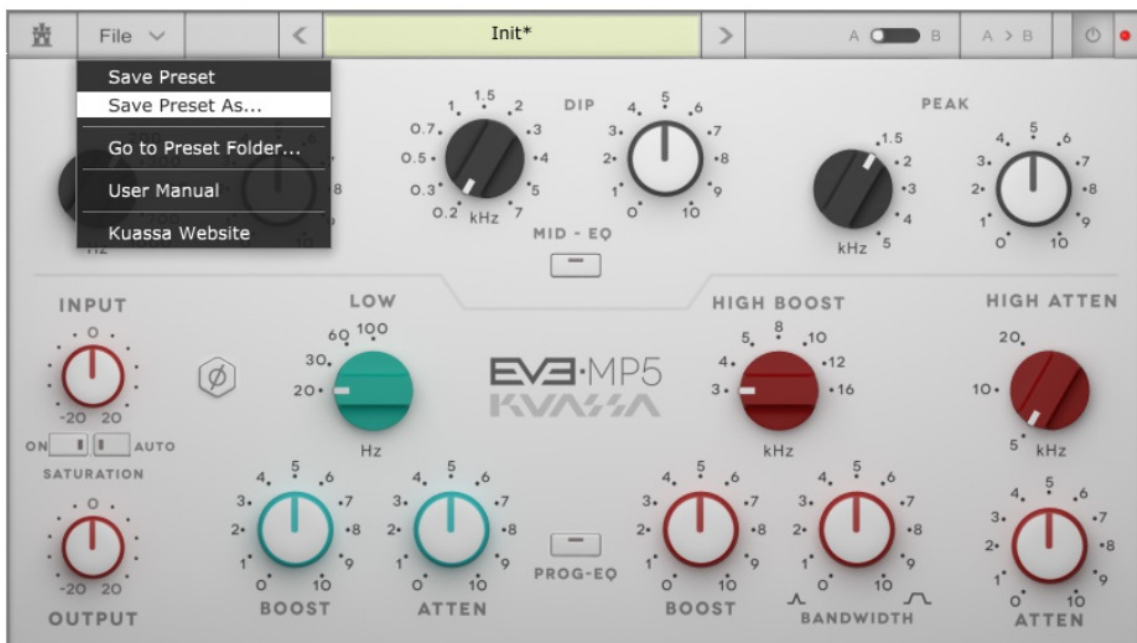 File
Init*
A B
A > B
Save Preset
Save Preset As...
Go to Preset Folder...
User Manual
Kuassa Website
Hz
8
9
0.2 0.3 0.5 0.7 1 1.5 2 3 4 5 7
kHz
DIP
0 1 2 3 4 5 6 7 8 9 10
MID - EQ
PEAK
1.5 2 3 4 5
kHz
0 1 2 3 4 5 6 7 8 9 10
INPUT
0
-20 20
ON AUTO
SATURATION
0
-20 20
OUTPUT
LOW
20 30 60 100
Hz
0 1 2 3 4 5 6 7 8 9 10
BOOST
0 1 2 3 4 5 6 7 8 9 10
ATTEN
EVE·MP5
KUASSA
PROG-EQ
HIGH BOOST
3 4 5 8 10 12 16
kHz
0 1 2 3 4 5 6 7 8 9 10
BOOST
0 1 2 3 4 5 6 7 8 9 10
BANDWIDTH
HIGH ATTEN
5 10 20
kHz
0 1 2 3 4 5 6 7 8 9 10
ATTEN